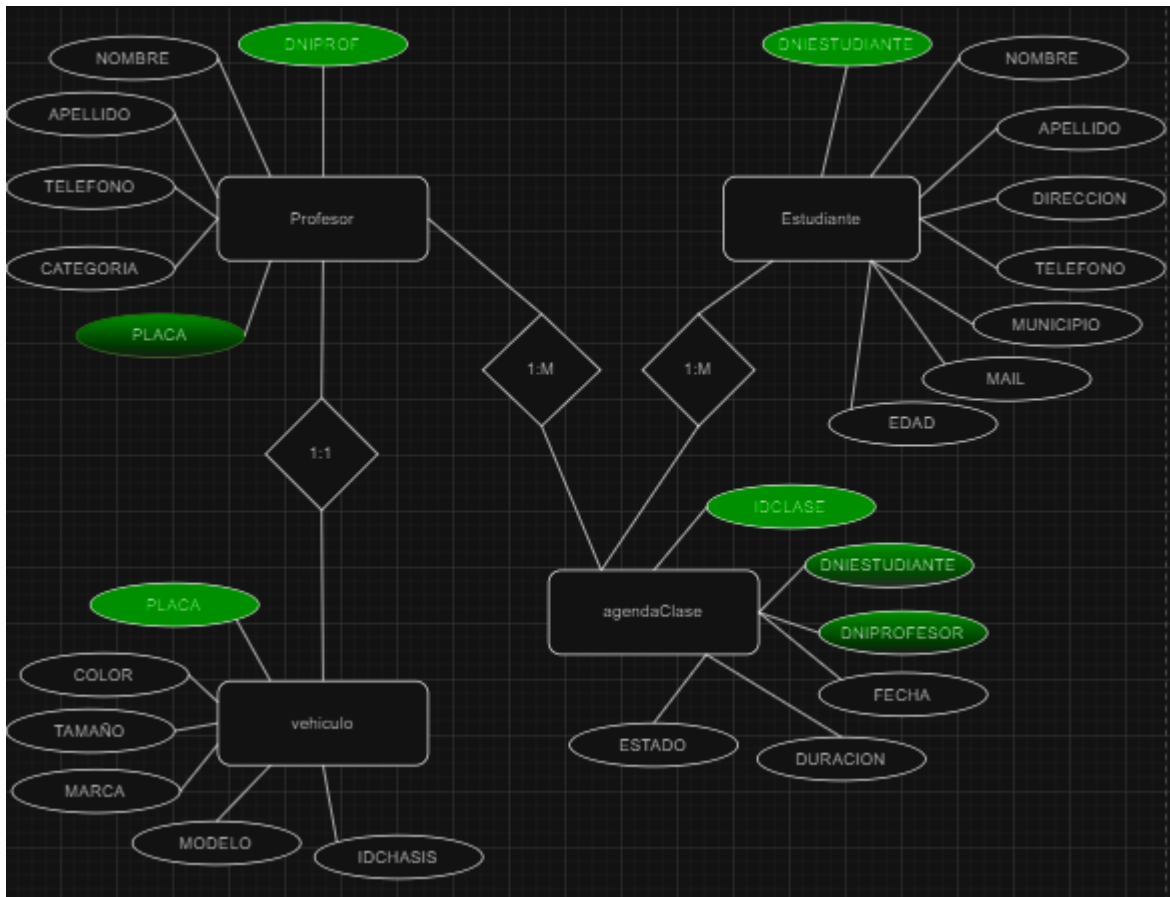 DNIPROF
NOMBRE
APELLIDO
TELEFONO
CATEGORIA
PLACA
Profesor
DNIESTUDIANTE
NOMBRE
APELLIDO
DIRECCION
TELEFONO
MUNICIPIO
MAIL
EDAD
Estudiante
1:M
1:M
1:1
IDCLASE
DNIESTUDIANTE
DNIPROFESOR
FECHA
DURACION
ESTADO
agendaClase
PLACA
COLOR
TAMAÑO
MARCA
MODELO
IDCHASIS
vehiculo